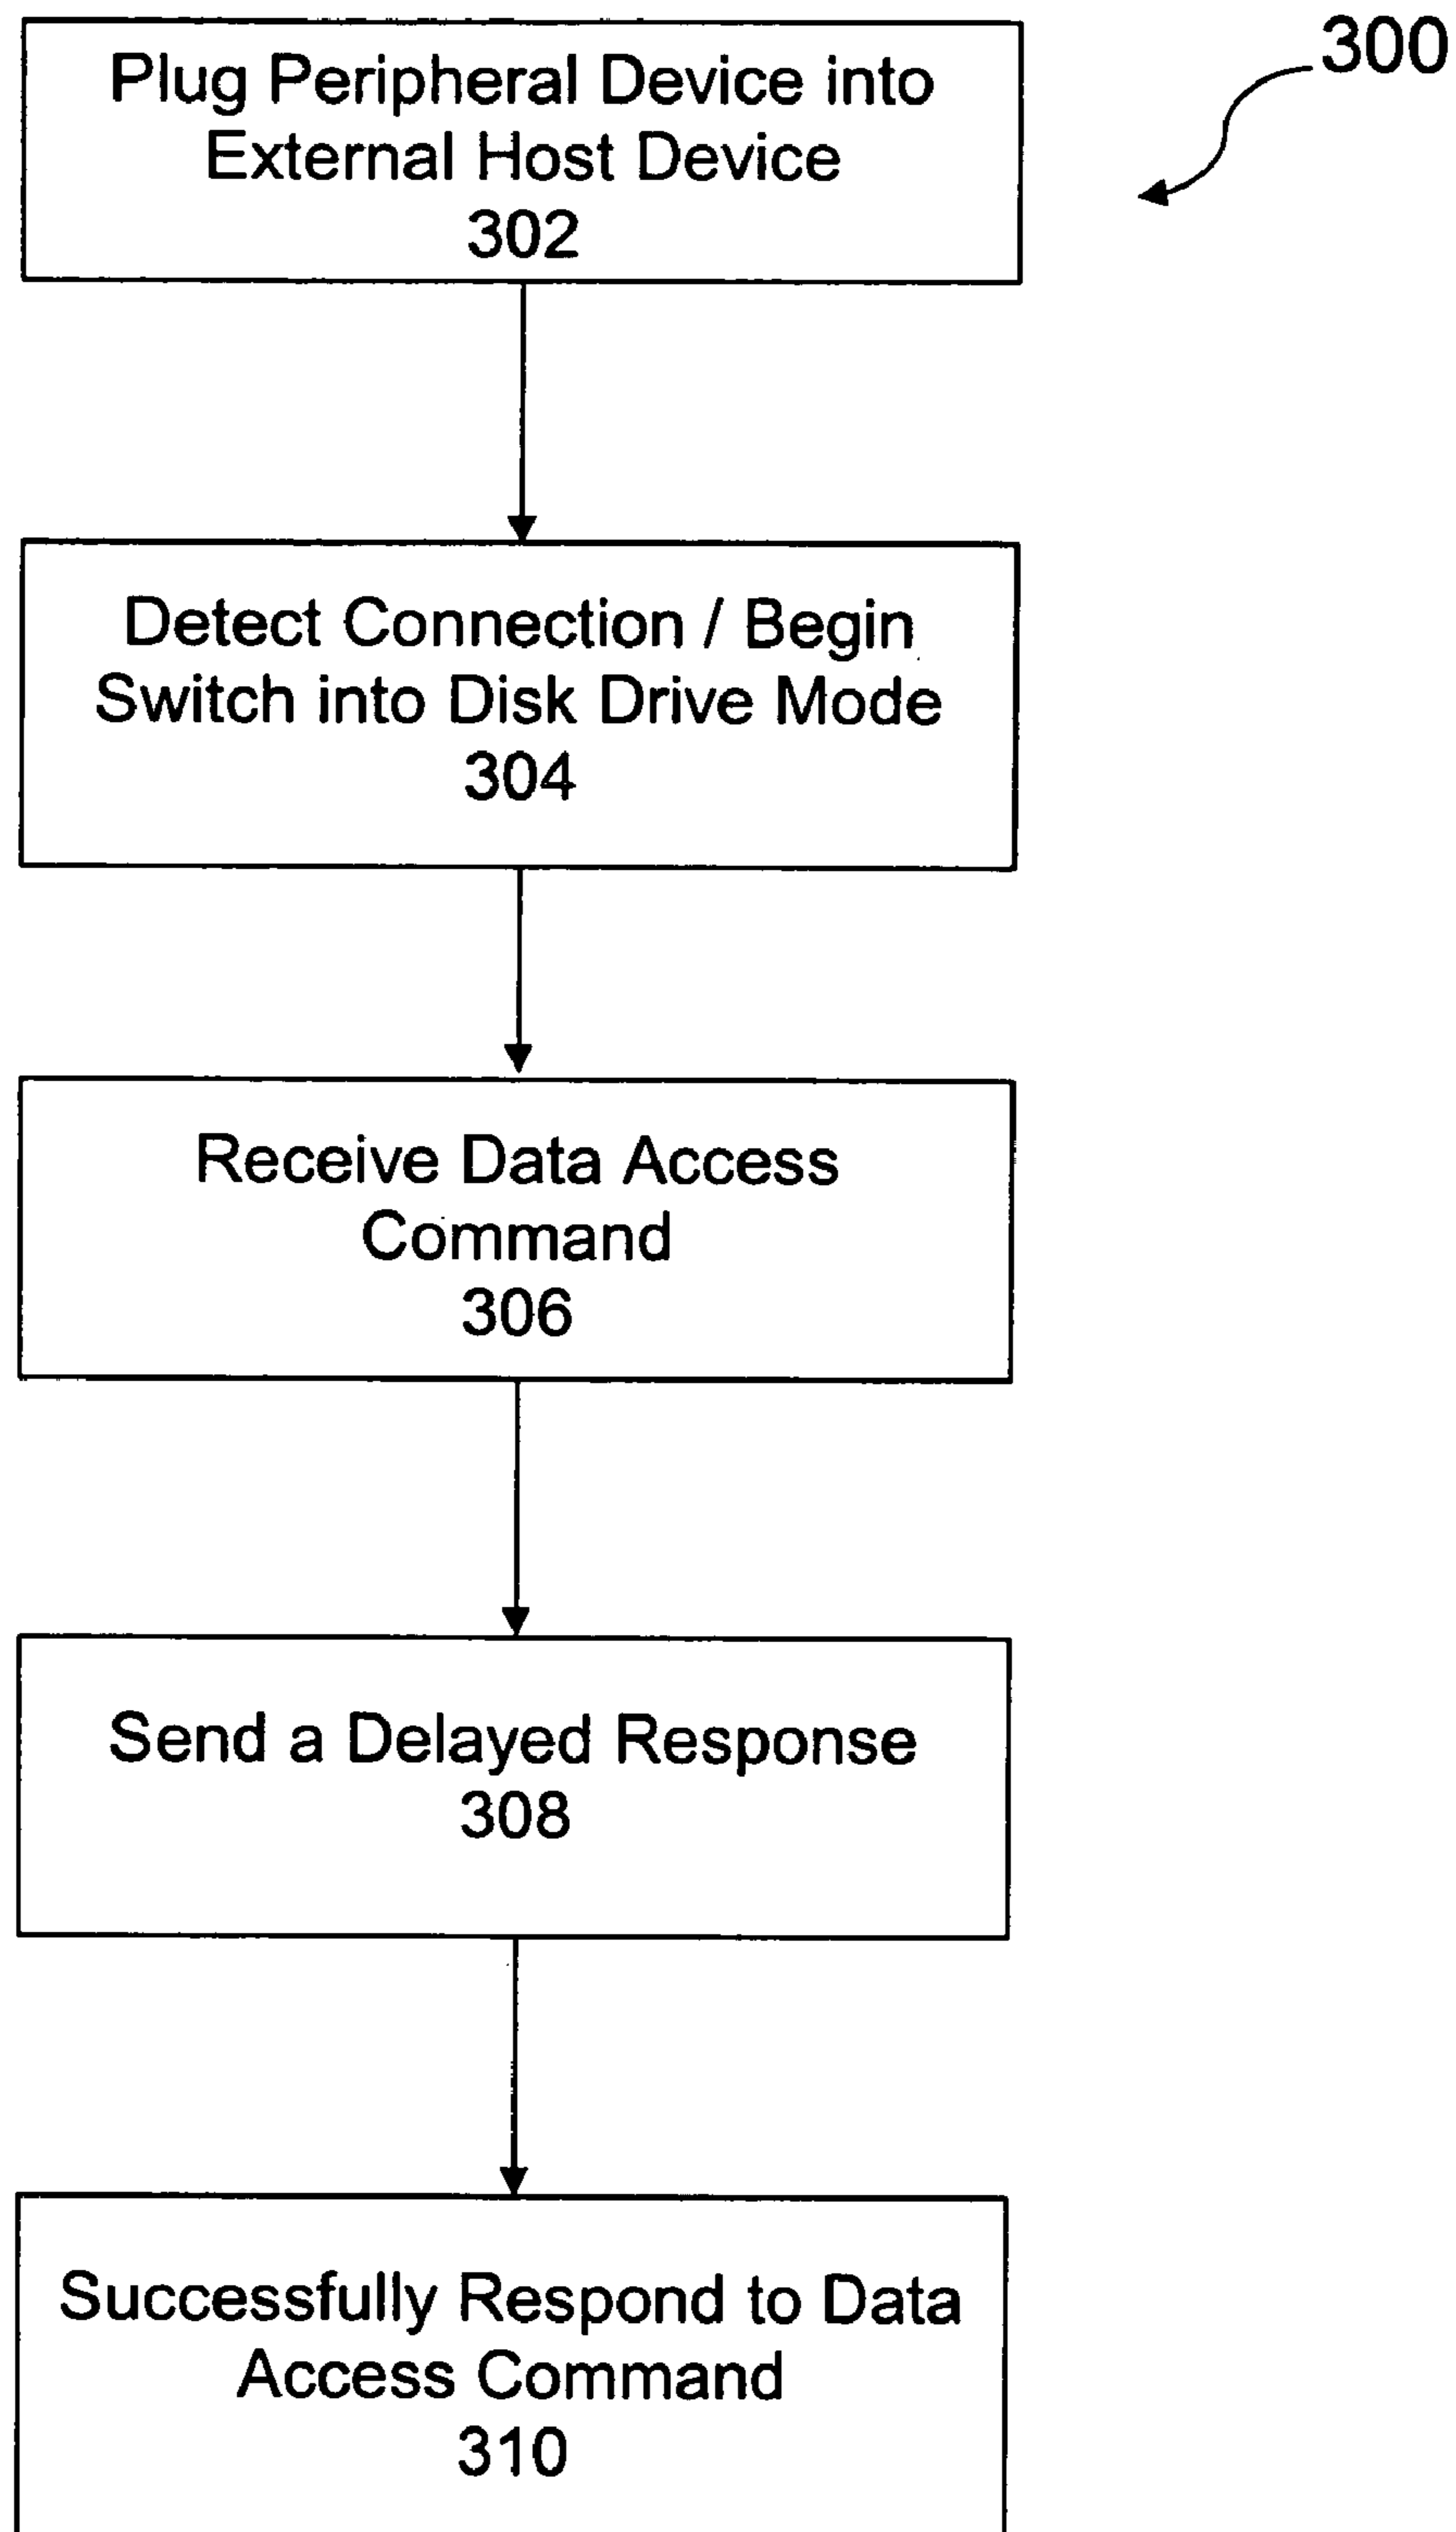 300
Plug Peripheral Device into
External Host Device
302
Detect Connection / Begin
Switch into Disk Drive Mode
304
Receive Data Access
Command
306
Send a Delayed Response
308
Successfully Respond to Data
Access Command
310